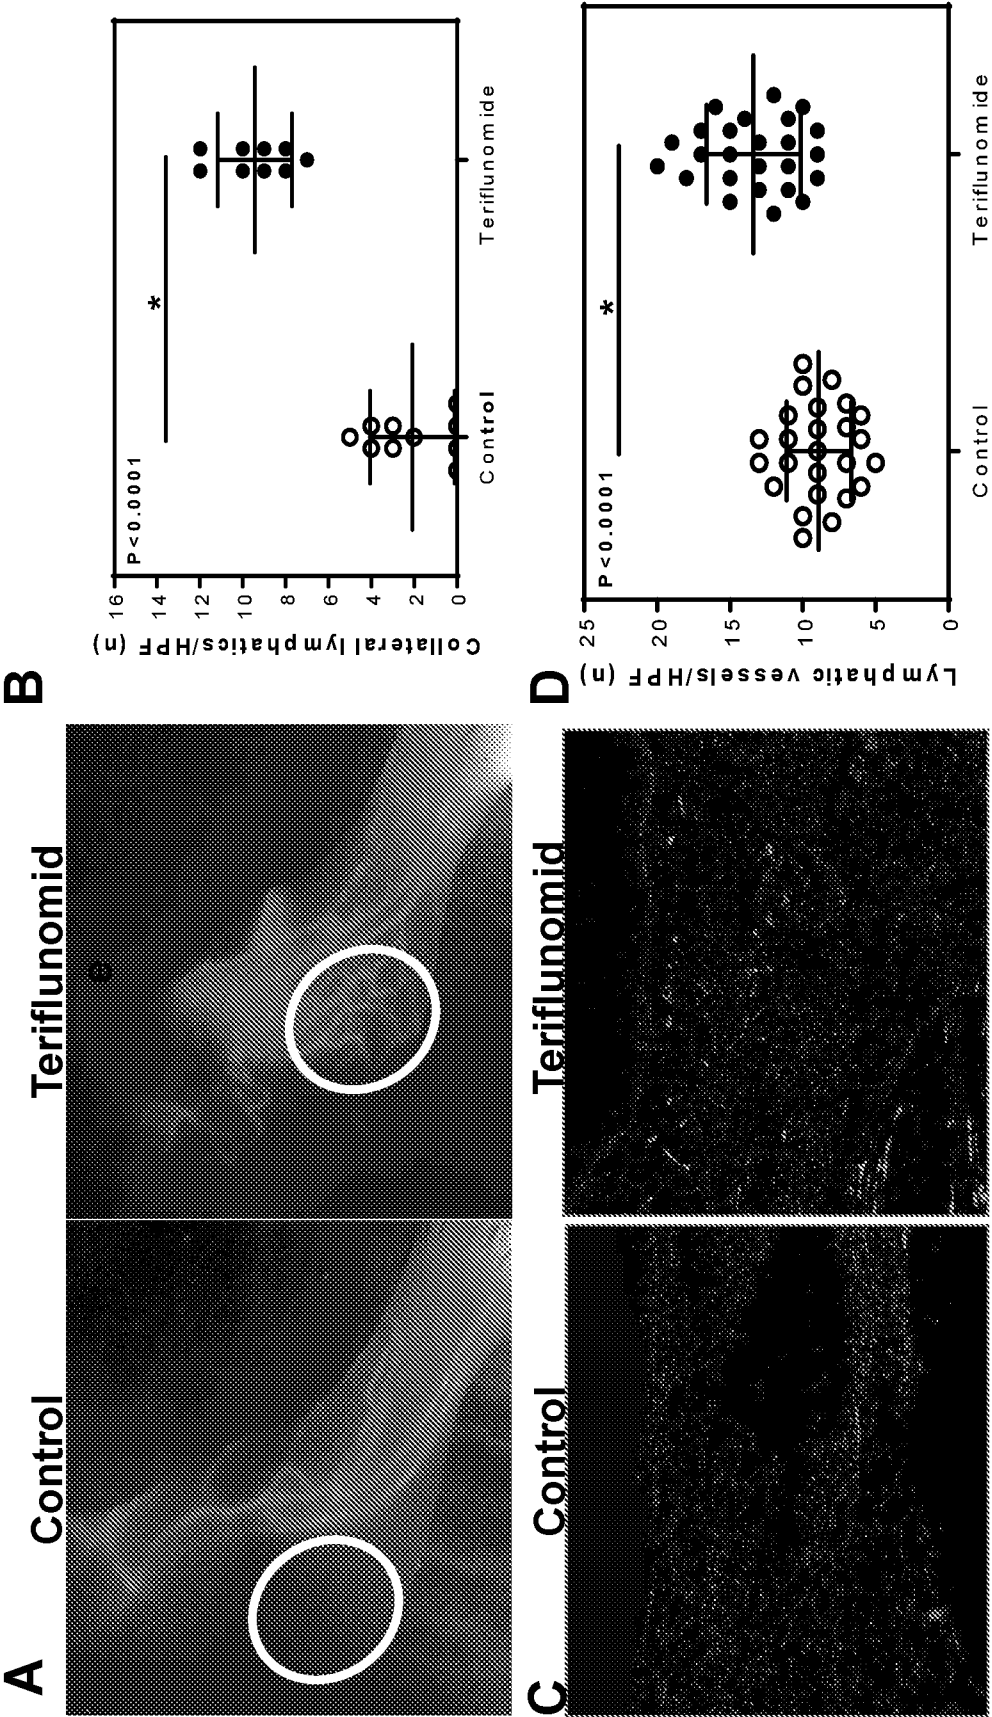 A
Control
Teriflunomid
e
B
P<0.0001
*
16
14
12
10
8
6
4
2
0
Collateral lymphatics/HPF (n)
Control
Teriflunomide
C
Control
Teriflunomid
D
P<0.0001
*
25
20
15
10
5
0
Lymphatic vessels/HPF (n)
Control
Teriflunomide